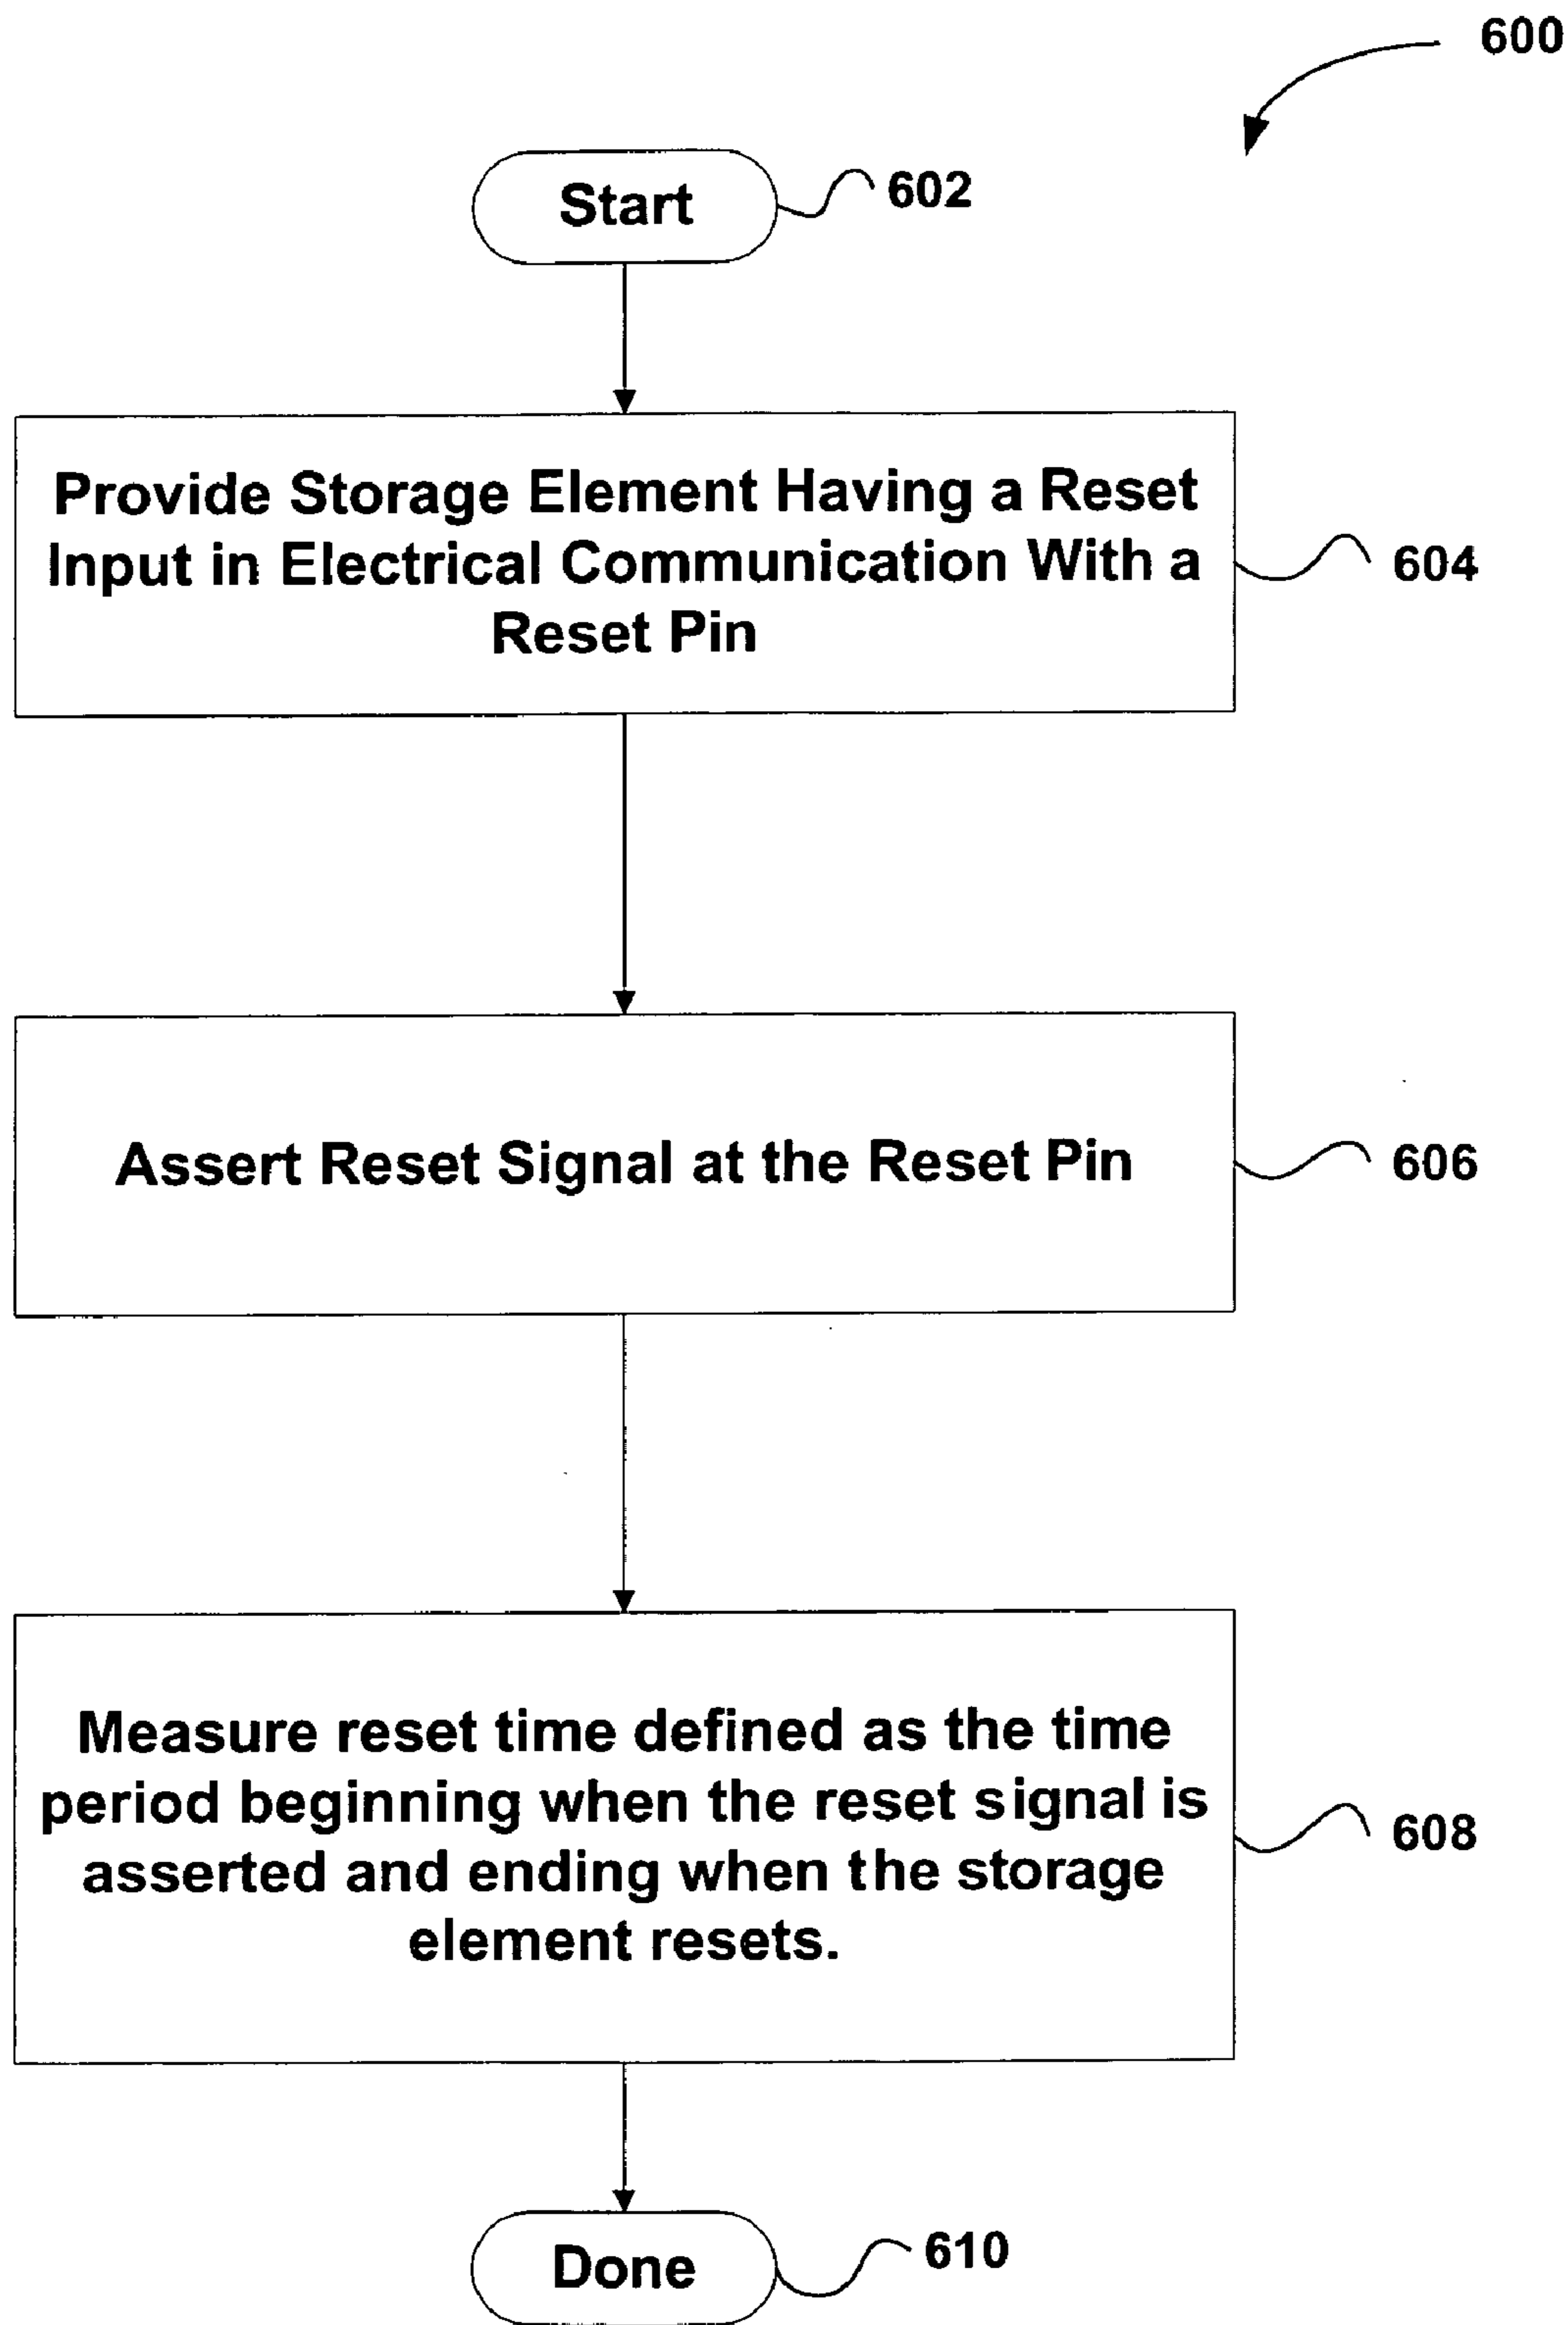 600
Start
602
Provide Storage Element Having a Reset
Input in Electrical Communication With a
Reset Pin
604
Assert Reset Signal at the Reset Pin
606
Measure reset time defined as the time
period beginning when the reset signal is
asserted and ending when the storage
element resets.
608
Done
610